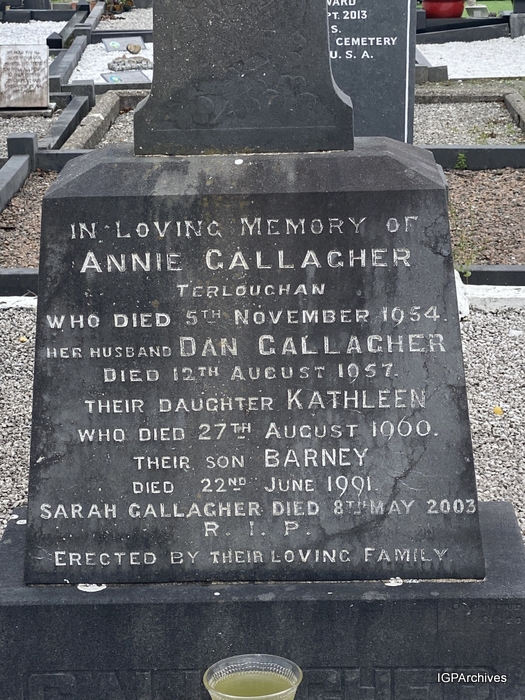 WARD
PT. 2013
S.
CEMETERY
U. S. A.
IN LOVING MEMORY OF
ANNIE GALLAGHER
TERLOUGHAN
WHO DIED 5TH NOVEMBER 1954.
HER HUSBAND DAN GALLAGHER
DIED 12TH AUGUST 1957.
THEIR DAUGHTER KATHLEEN
WHO DIED 27TH AUGUST 1960.
THEIR SON BARNEY
DIED 22ND JUNE 1991.
SARAH GALLAGHER DIED 8TH MAY 2003
R. I. P.
ERECTED BY THEIR LOVING FAMILY.
GALLAGHER
IGPArchives